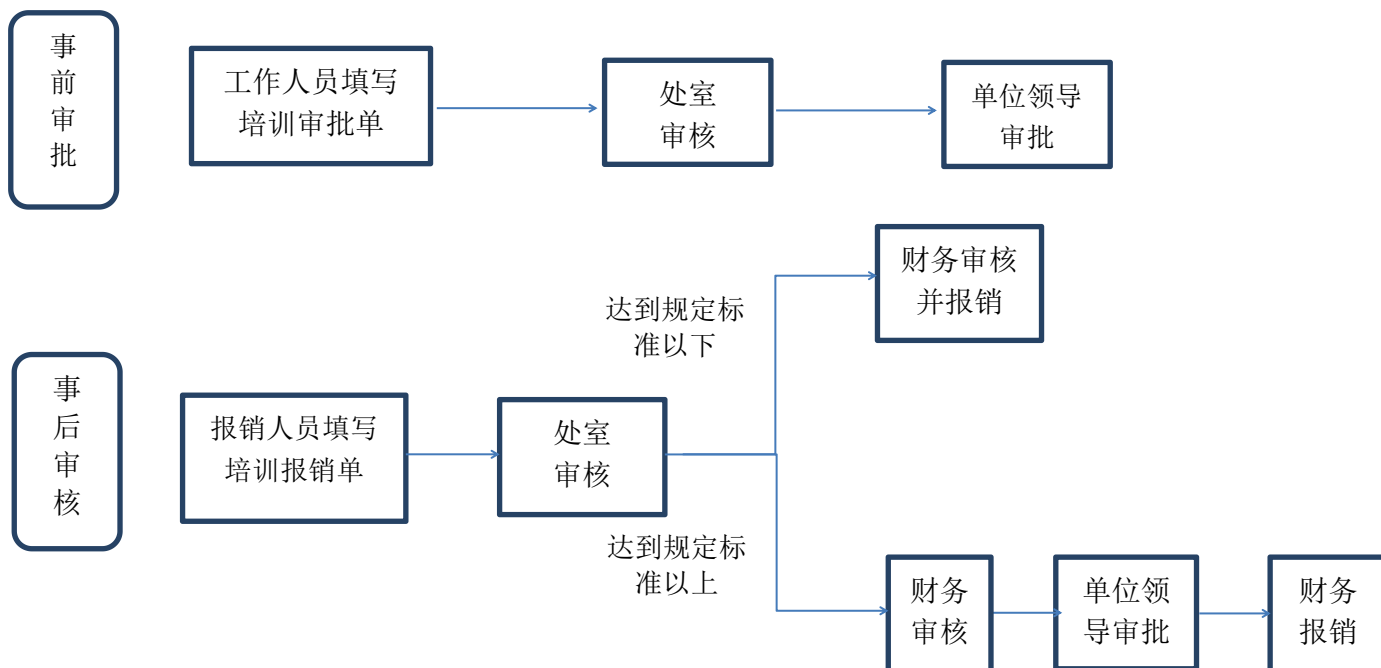 事
前
审
批
工作人员填写
培训审批单
处室
审核
单位领导
审批
财务审核
并报销
达到规定标
准以下
事
后
审
核
报销人员填写
培训报销单
处室
审核
达到规定标
准以上
财务
审核
单位领
导审批
财务
报销